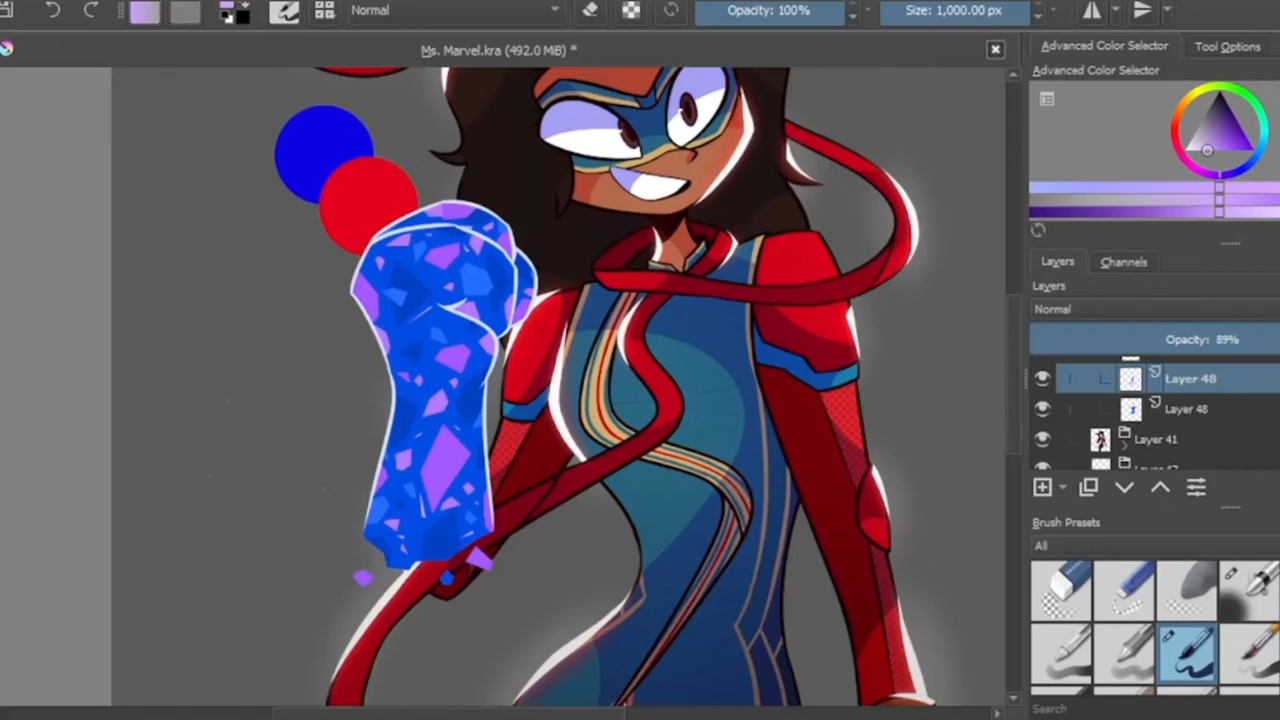 Normal
Opacity: 100%
Size: 1,000.00 px
Ms. Marvel.kra (492.0 MiB) *
Advanced Color Selector
Tool Options
Advanced Color Selector
Layers
Channels
Layers
Normal
Opacity: 89%
Layer 48
Layer 48
Layer 41
Brush Presets
All
Search